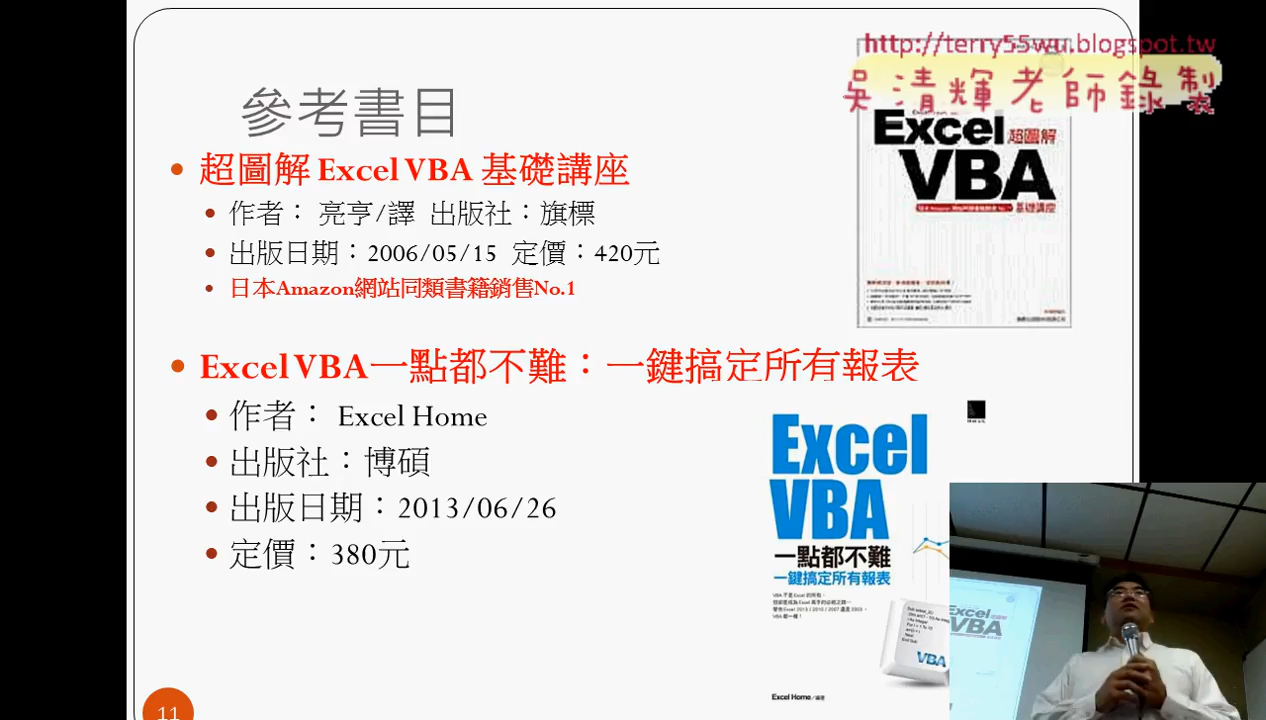 http://terry55wu.blogspot.tw
吳清輝老師錄製
參考書目
超圖解 Excel VBA 基礎講座
作者： 亮亨/譯 出版社：旗標
出版日期：2006/05/15 定價：420元
日本Amazon網站同類書籍銷售No.1
Excel VBA一點都不難：一鍵搞定所有報表
作者： Excel Home
出版社：博碩
出版日期：2013/06/26
定價：380元
11
Excel 超圖解
VBA
基礎講座
Excel
VBA
一點都不難
一鍵搞定所有報表
VBA
Excel Home
Excel
VBA